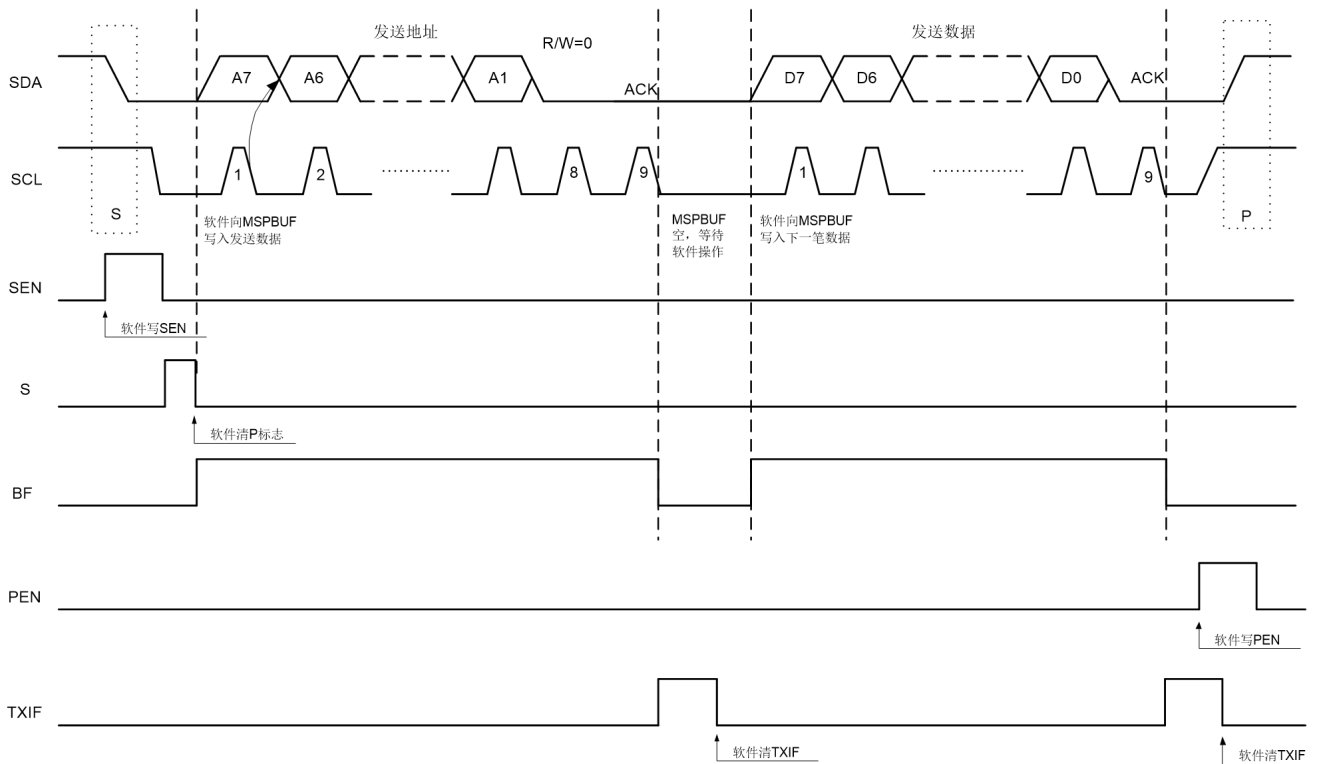 发送地址
R/W=0
发送数据
SDA
A7
A6
A1
ACK
D7
D6
D0
ACK
SCL
1
2
8
9
1
9
S
软件向MSPBUF
写入发送数据
MSPBUF
空，等待
软件操作
软件向MSPBUF
写入下一笔数据
P
SEN
软件写SEN
S
软件清P标志
BF
PEN
软件写PEN
TXIF
软件清TXIF
软件清TXIF